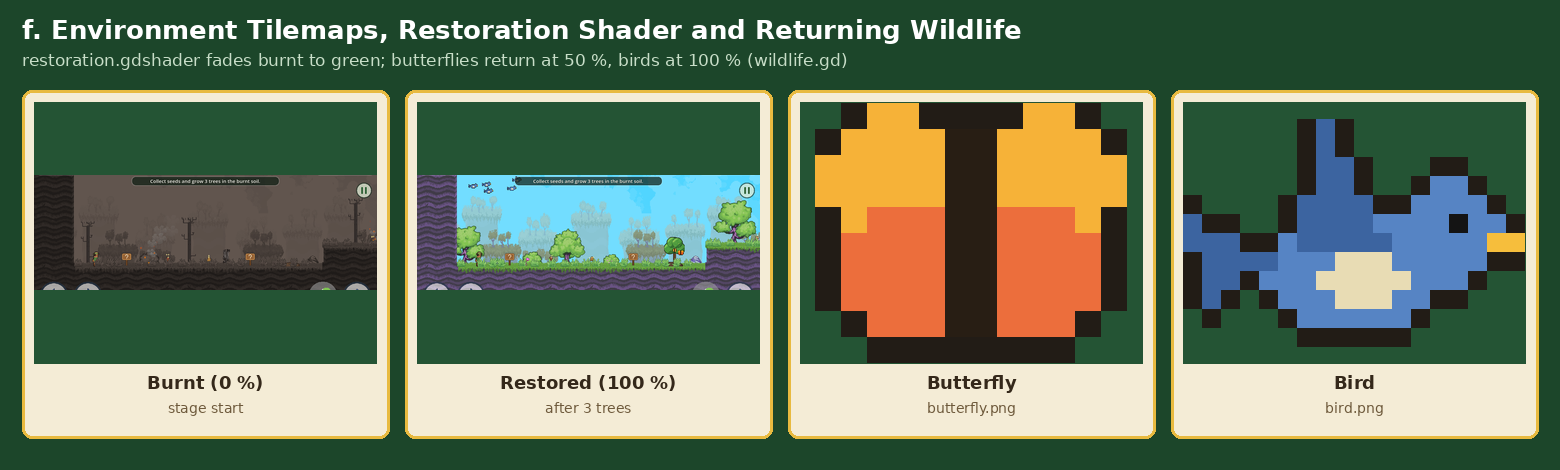 f. Environment Tilemaps, Restoration Shader and Returning Wildlife
restoration.gdshader fades burnt to green; butterflies return at 50 %, birds at 100 % (wildlife.gd)
Collect seeds and grow 3 trees in the burnt soil.
Collect seeds and grow 3 trees in the burnt soil.
Burnt (0 %)
stage start
Restored (100 %)
after 3 trees
Butterfly
butterfly.png
Bird
bird.png